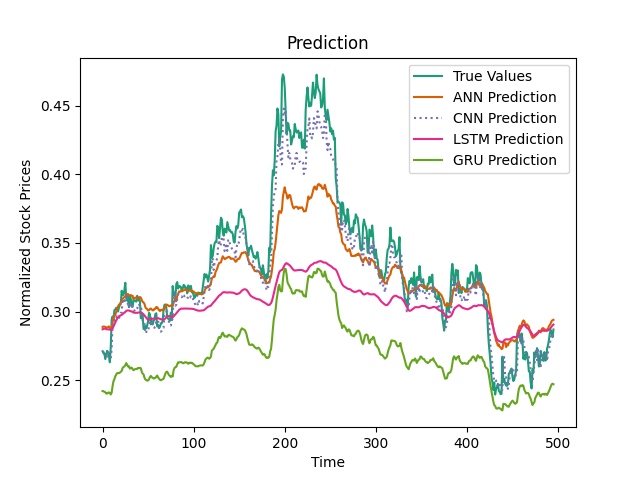 Prediction
True Values
ANN Prediction
CNN Prediction
LSTM Prediction
GRU Prediction
Normalized Stock Prices
0.45
0.40
0.35
0.30
0.25
0 100 200 300 400 500
Time